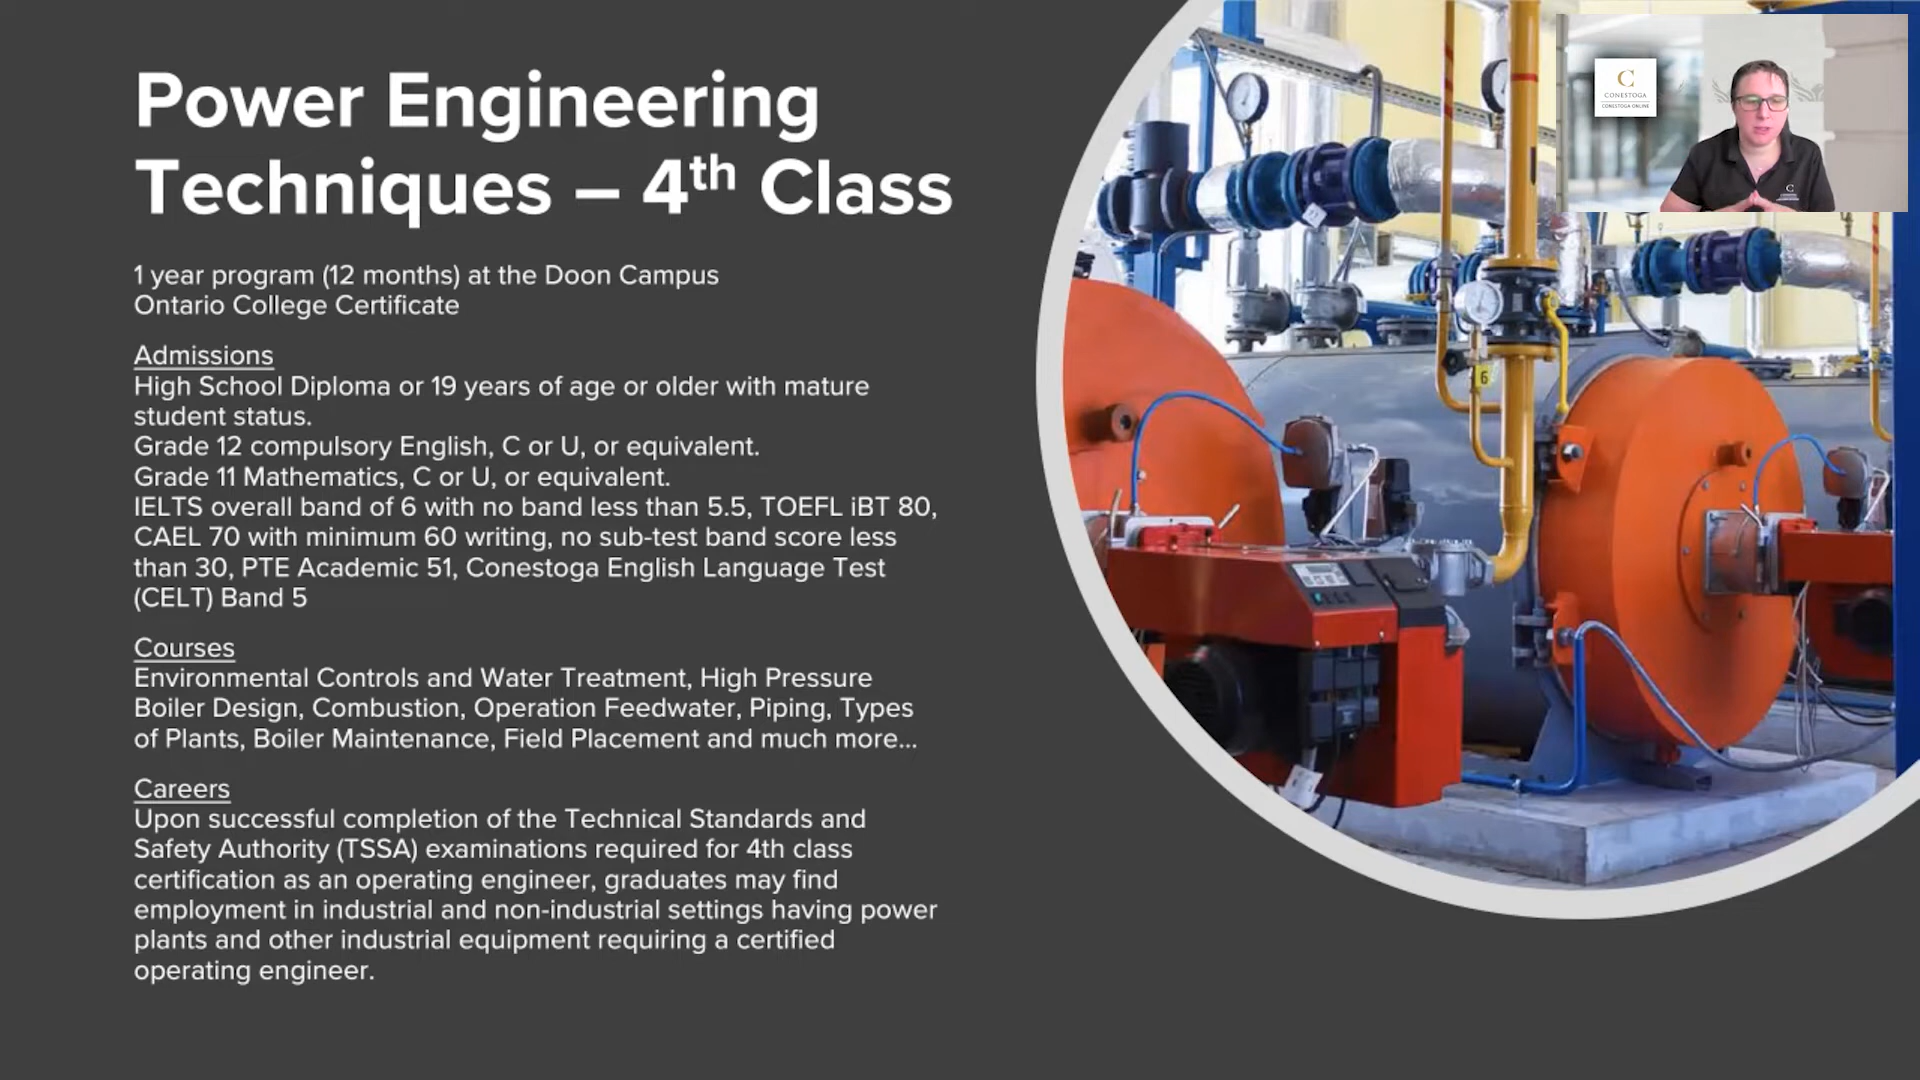 Power Engineering
Techniques – 4th Class
1 year program (12 months) at the Doon Campus
Ontario College Certificate
Admissions
High School Diploma or 19 years of age or older with mature
student status.
Grade 12 compulsory English, C or U, or equivalent.
Grade 11 Mathematics, C or U, or equivalent.
IELTS overall band of 6 with no band less than 5.5, TOEFL iBT 80,
CAEL 70 with minimum 60 writing, no sub-test band score less
than 30, PTE Academic 51, Conestoga English Language Test
(CELT) Band 5
Courses
Environmental Controls and Water Treatment, High Pressure
Boiler Design, Combustion, Operation Feedwater, Piping, Types
of Plants, Boiler Maintenance, Field Placement and much more...
Careers
Upon successful completion of the Technical Standards and
Safety Authority (TSSA) examinations required for 4th class
certification as an operating engineer, graduates may find
employment in industrial and non-industrial settings having power
plants and other industrial equipment requiring a certified
operating engineer.
C
CONESTOGA
CONESTOGA ONLINE
C
6